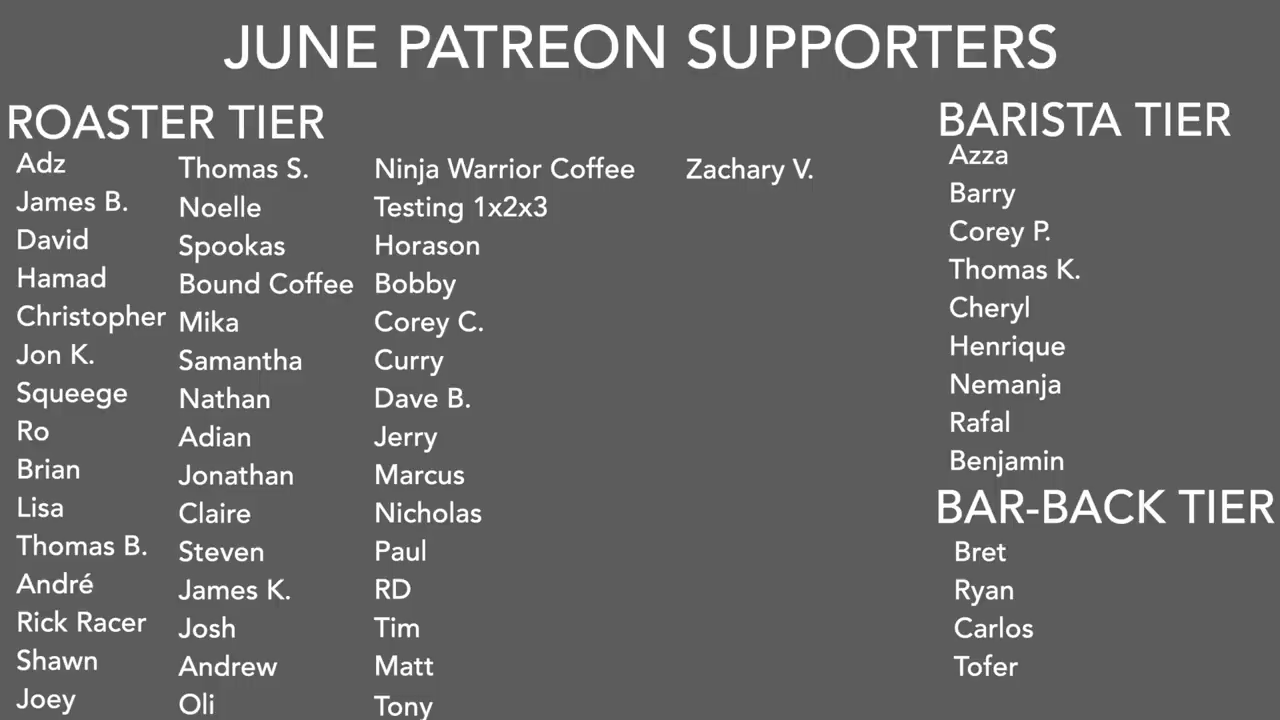 JUNE PATREON SUPPORTERS
ROASTER TIER
Adz
James B.
David
Hamad
Christopher
Jon K.
Squeege
Ro
Brian
Lisa
Thomas B.
André
Rick Racer
Shawn
Joey
Thomas S.
Noelle
Spookas
Bound Coffee
Mika
Samantha
Nathan
Adian
Jonathan
Claire
Steven
James K.
Josh
Andrew
Oli
Ninja Warrior Coffee
Testing 1x2x3
Horason
Bobby
Corey C.
Curry
Dave B.
Jerry
Marcus
Nicholas
Paul
RD
Tim
Matt
Tony
Zachary V.
BARISTA TIER
Azza
Barry
Corey P.
Thomas K.
Cheryl
Henrique
Nemanja
Rafal
Benjamin
BAR-BACK TIER
Bret
Ryan
Carlos
Tofer